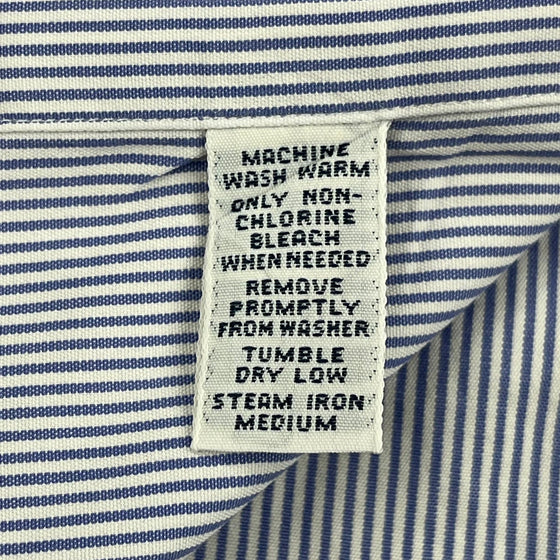 MACHINE
WASH WARM
ONLY NON-
CHLORINE
BLEACH
WHEN NEEDED
REMOVE
PROMPTLY
FROM WASHER
TUMBLE
DRY LOW
STEAM IRON
MEDIUM